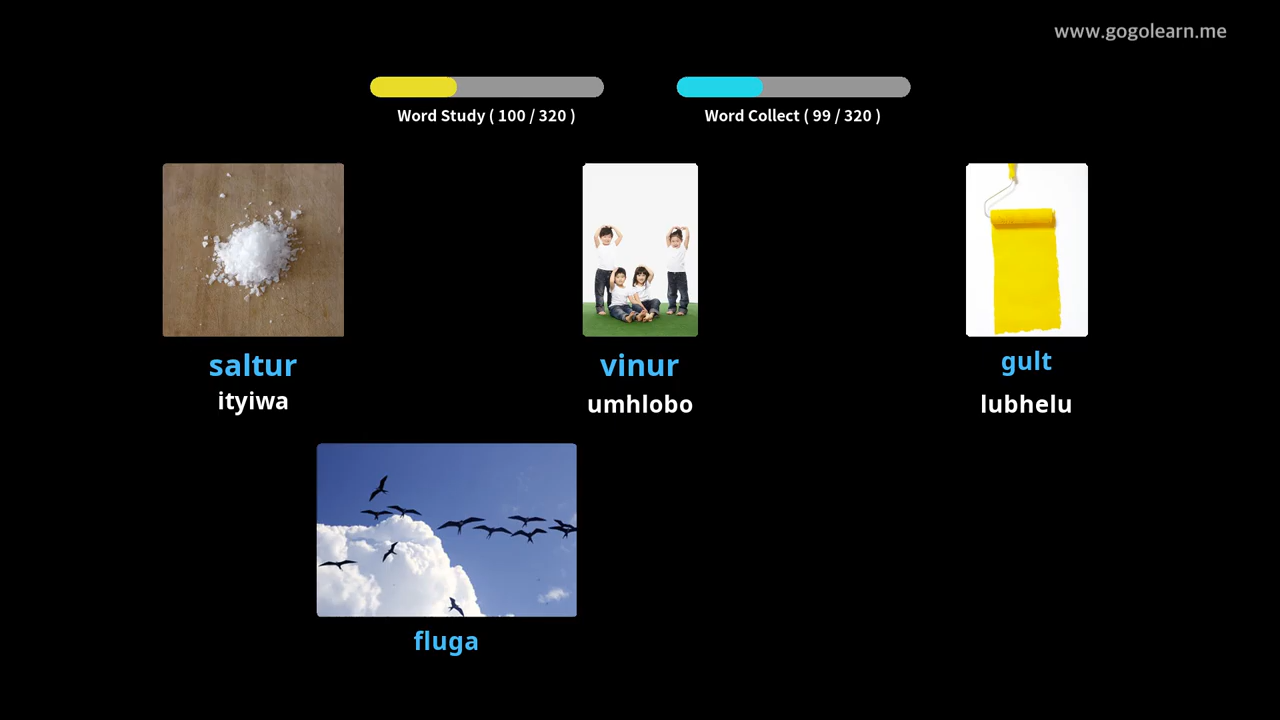 www.gogolearn.me
Word Study ( 100 / 320 )
Word Collect ( 99 / 320 )
saltur
ityiwa
vinur
umhlobo
gult
lubhelu
fluga